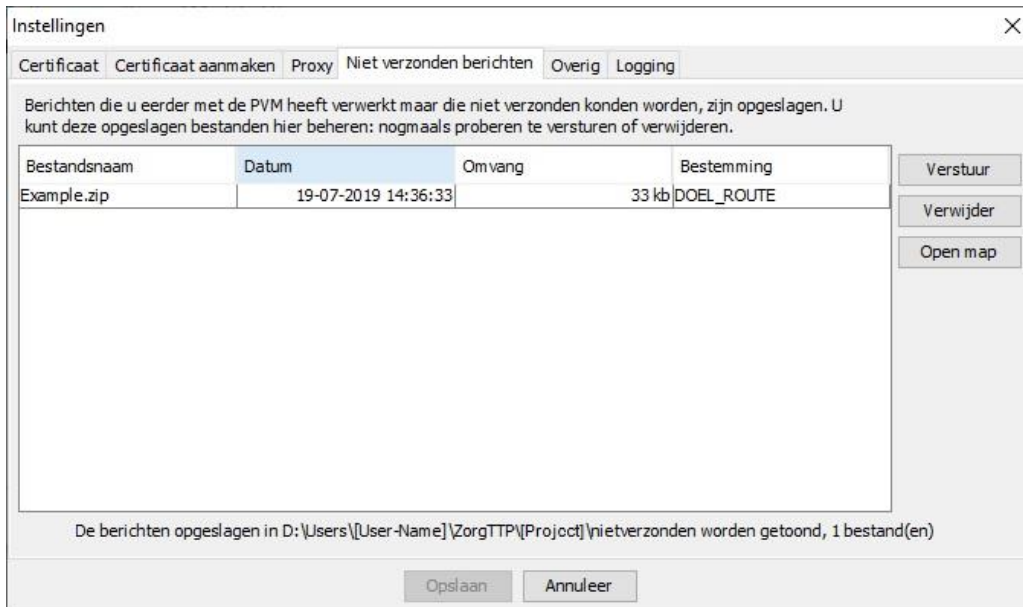 Instellingen
Certificaat Certificaat aanmaken Proxy Niet verzonden berichten Overig Logging
Berichten die u eerder met de PVM heeft verwerkt maar die niet verzonden konden worden, zijn opgeslagen. U
kunt deze opgeslagen bestanden hier beheren: nogmaals proberen te versturen of verwijderen.
Bestandsnaam Datum Omvang Bestemming
Example.zip 19-07-2019 14:36:33 33 kb DOEL_ROUTE
Verstuur
Verwijder
Open map
De berichten opgeslagen in D:\Users\[User-Name]\ZorgTTP\[Project]\nietverzonden worden getoond, 1 bestand(en)
Opslaan Annuleer